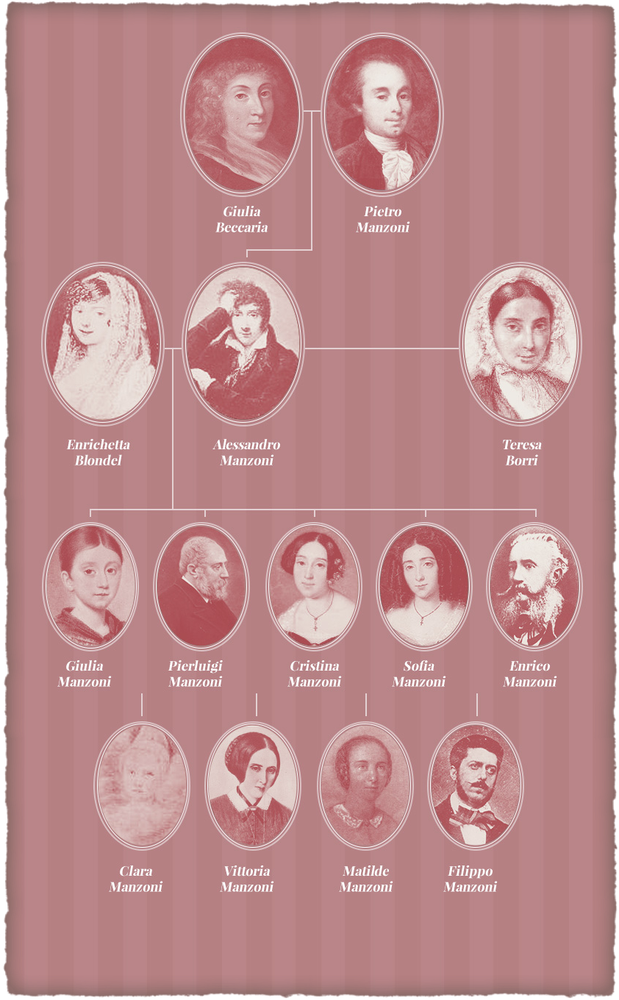 Giulia
Beccaria
Pietro
Manzoni
Enrichetta
Blondel
Alessandro
Manzoni
Teresa
Borri
Giulia
Manzoni
Pierluigi
Manzoni
Cristina
Manzoni
Sofia
Manzoni
Enrico
Manzoni
Clara
Manzoni
Vittoria
Manzoni
Matilde
Manzoni
Filippo
Manzoni